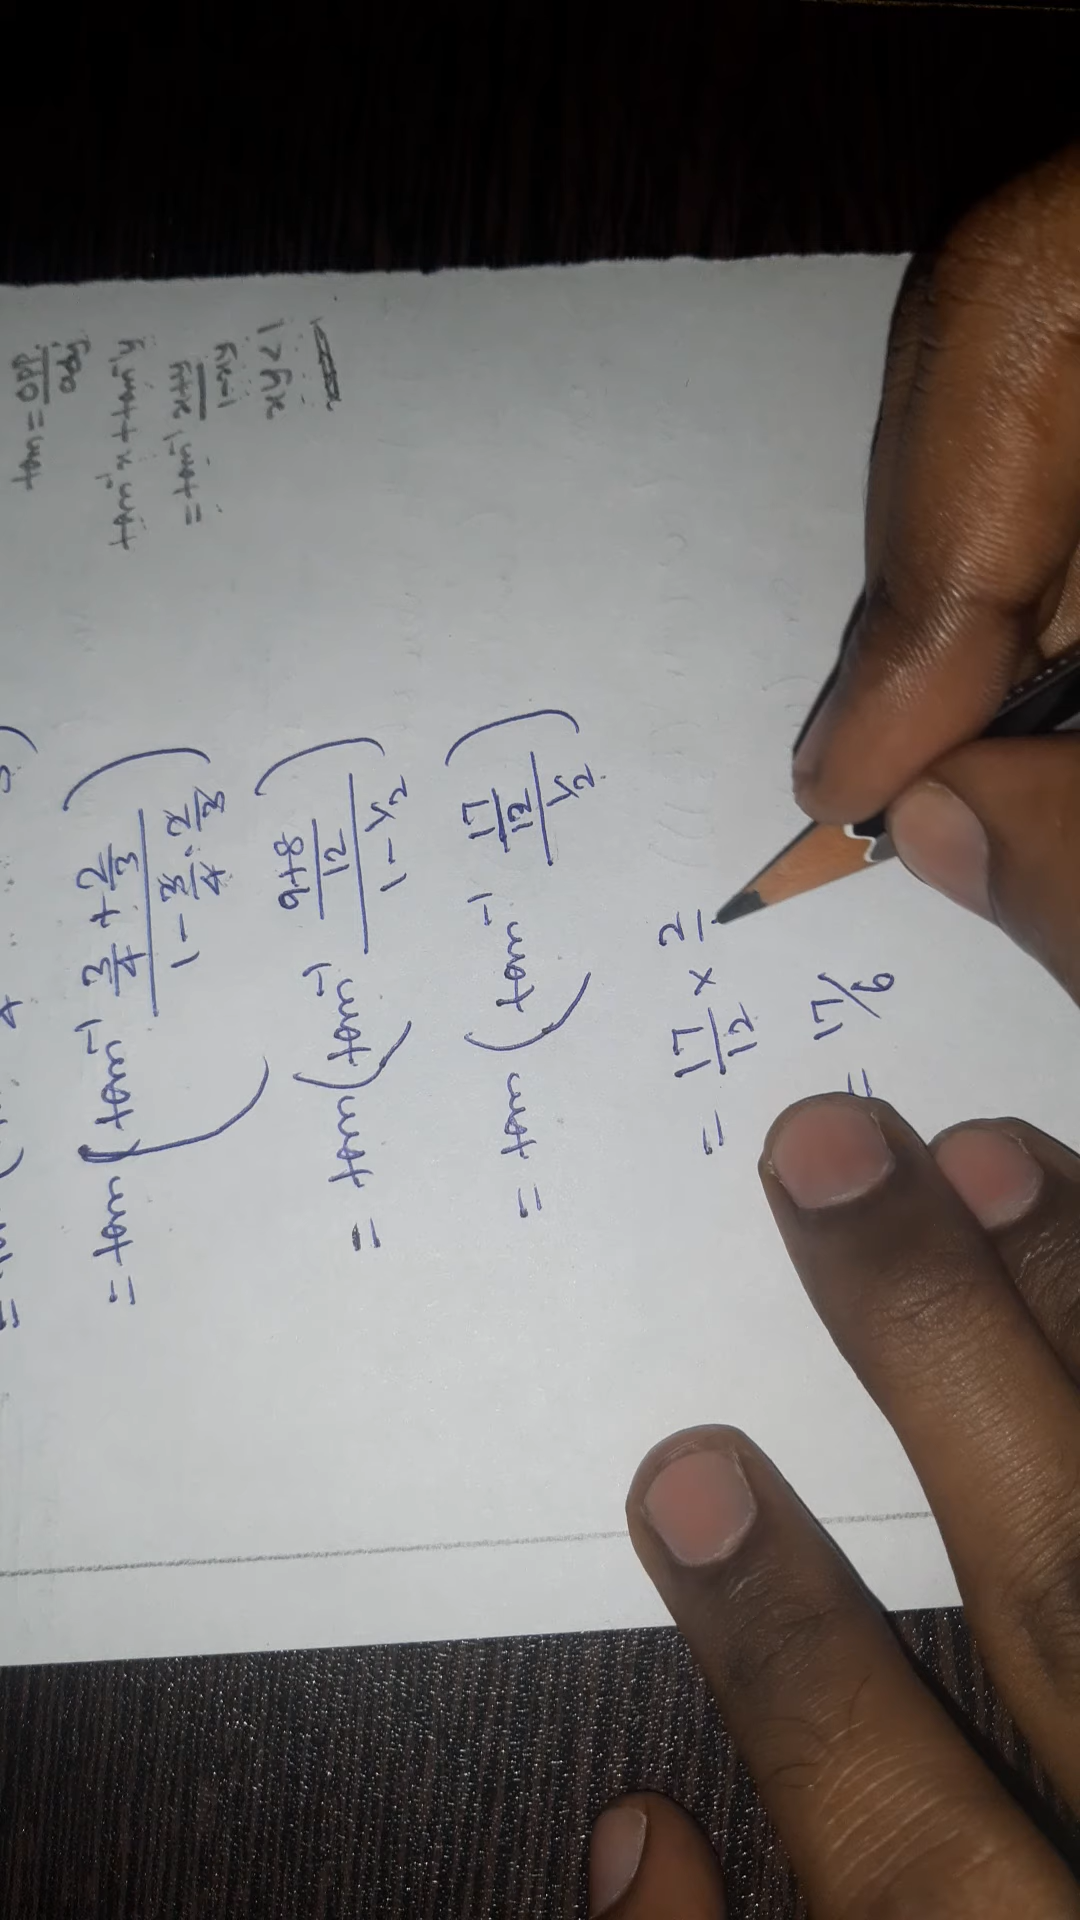 tan = opp/adj
tan⁻¹x + tan⁻¹y
= tan⁻¹ (x+y)/(1-xy)
xy < 1
= tan ( tan⁻¹ (3/4 + 2/3)/(1 - 3/4 · 2/3) )
= tan ( tan⁻¹ ((9+8)/12)/(1 - 1/2) )
= tan ( tan⁻¹ (17/12)/(1/2) )
= 17/12 × 2/
= 17/6